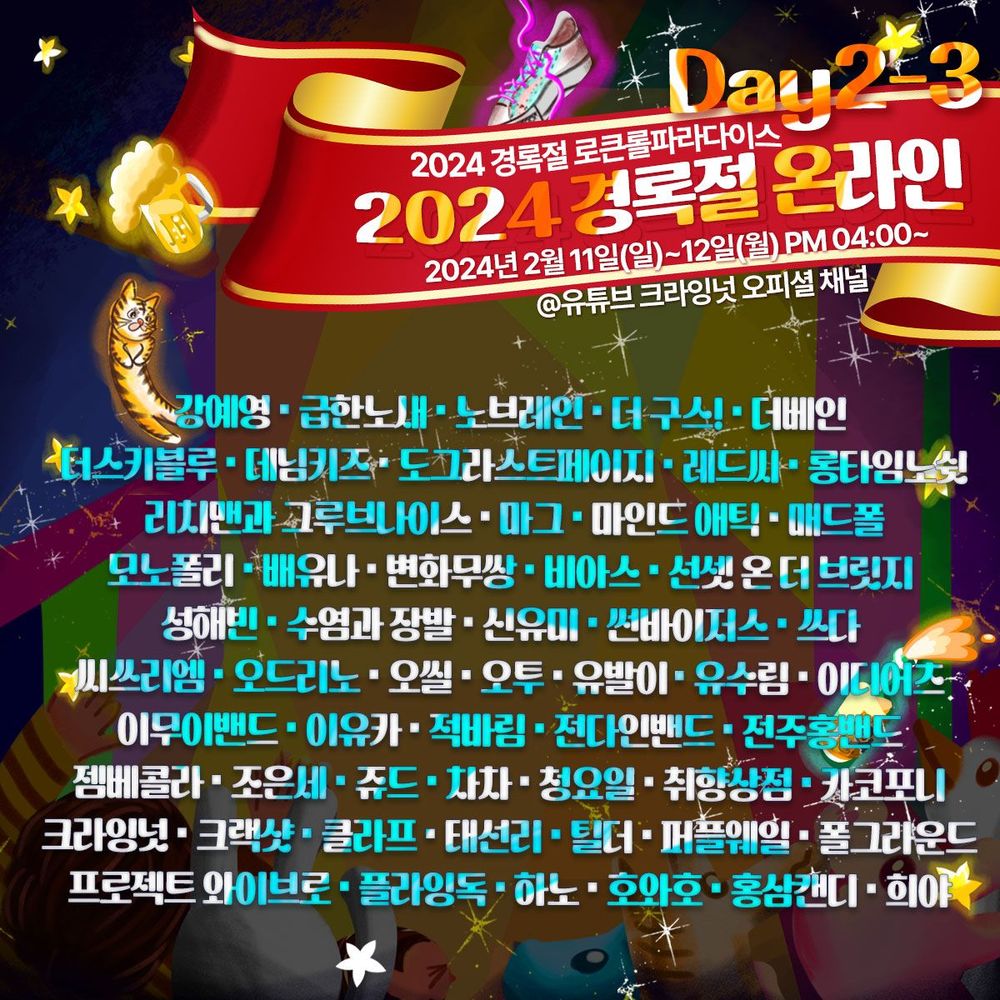 Day2-3
2024 경록절 로큰롤파라다이스
2024 경록절 온라인
2024년 2월 11일(일)~12일(월) PM 04:00~
@유튜브 크라잉넛 오피셜 채널
강예영 · 급한노새 · 노브레인 · 더 구스! · 더베인
더스키블루 · 데님키즈 · 도그라스트페이지 · 레드씨 · 롱타임노쉿
리치맨과 그루브나이스 · 마그 · 마인드 애틱 · 매드폴
모노폴리 · 배유나 · 변화무쌍 · 비아스 · 선셋 온 더 브릿지
성해빈 · 수염과 장발 · 신유미 · 썬바이저스 · 쓰다
씨쓰리엠 · 오드리노 · 오씰 · 오투 · 유발이 · 유수림 · 이디어츠
이무이밴드 · 이유카 · 적바림 · 전다인밴드 · 전주홍밴드
젬베콜라 · 조은세 · 쥬드 · 차차 · 청요일 · 취향상점 · 카코포니
크라잉넛 · 크랙샷 · 클라프 · 태선리 · 틸더 · 퍼플웨일 · 폴그라운드
프로젝트 와이브로 · 플라잉독 · 하노 · 호와호 · 홍삼캔디 · 희야